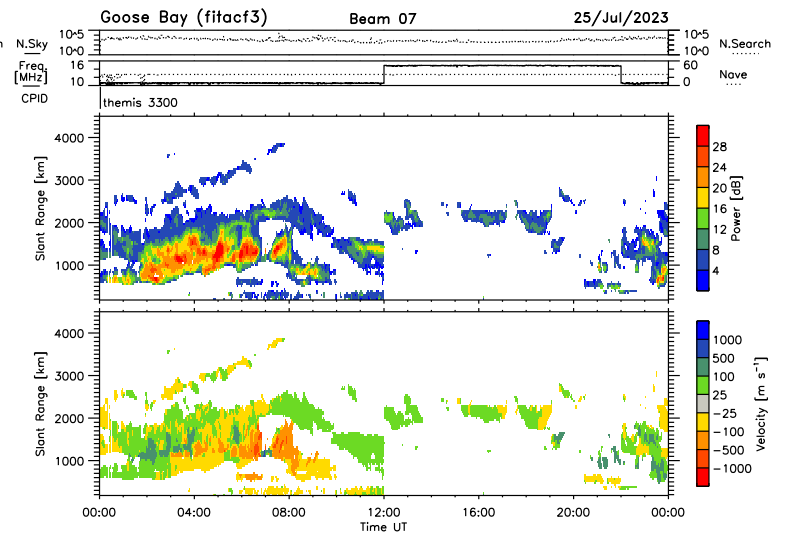 Goose Bay (fitacf3) Beam 07 25/Jul/2023
n N.Sky 10^5 10^5 N.Search
10^0 10^0
Freq. 16 60 Nave
[MHz] 10 0
CPID themis 3300
4000
3000
2000
1000
Slant Range [km]
28
24
20
16
12
8
4
Power [dB]
4000
3000
2000
1000
Slant Range [km]
1000
500
100
25
-25
-100
-500
-1000
Velocity [m s⁻¹]
00:00 04:00 08:00 12:00 16:00 20:00 00:00
Time UT